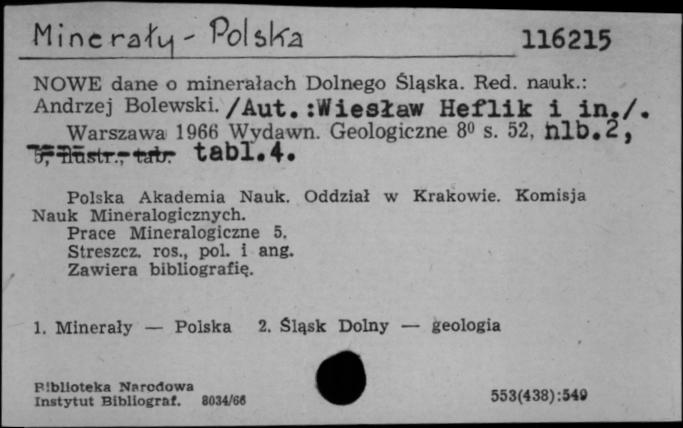 Minerały - Polska 116215
NOWE dane o minerałach Dolnego Śląska. Red. nauk.:
Andrzej Bolewski. /Aut.:Wiesław Heflik i in./.
Warszawa 1966 Wydawn. Geologiczne 8⁰ s. 52, nlb.2,
5, ilustr., tab. tabl.4.
Polska Akademia Nauk. Oddział w Krakowie. Komisja
Nauk Mineralogicznych.
Prace Mineralogiczne 5.
Streszcz. ros., pol. i ang.
Zawiera bibliografię.
1. Minerały — Polska 2. Śląsk Dolny — geologia
Biblioteka Narodowa
Instytut Bibliograf. 8034/66 553(438):549